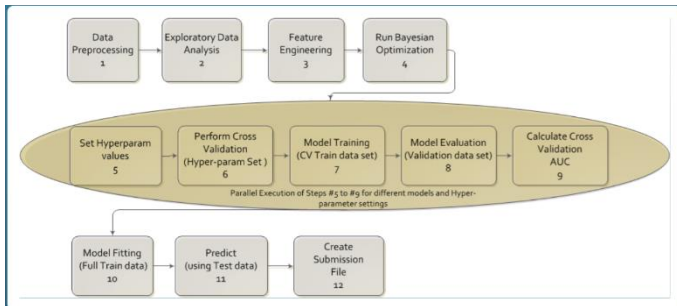 Data
Preprocessing
1
Exploratory Data
Analysis
2
Feature
Engineering
3
Run Bayesian
Optimization
4
Set Hyperparam
values
5
Perform Cross
Validation
(Hyper-param Set )
6
Model Training
(CV Train data set)
7
Model Evaluation
(Validation data set)
8
Calculate Cross
Validation
AUC
9
Parallel Execution of Steps #5 to #9 for different models and Hyper-
parameter settings
Model Fitting
(Full Train data)
10
Predict
(using Test data)
11
Create
Submission
File
12